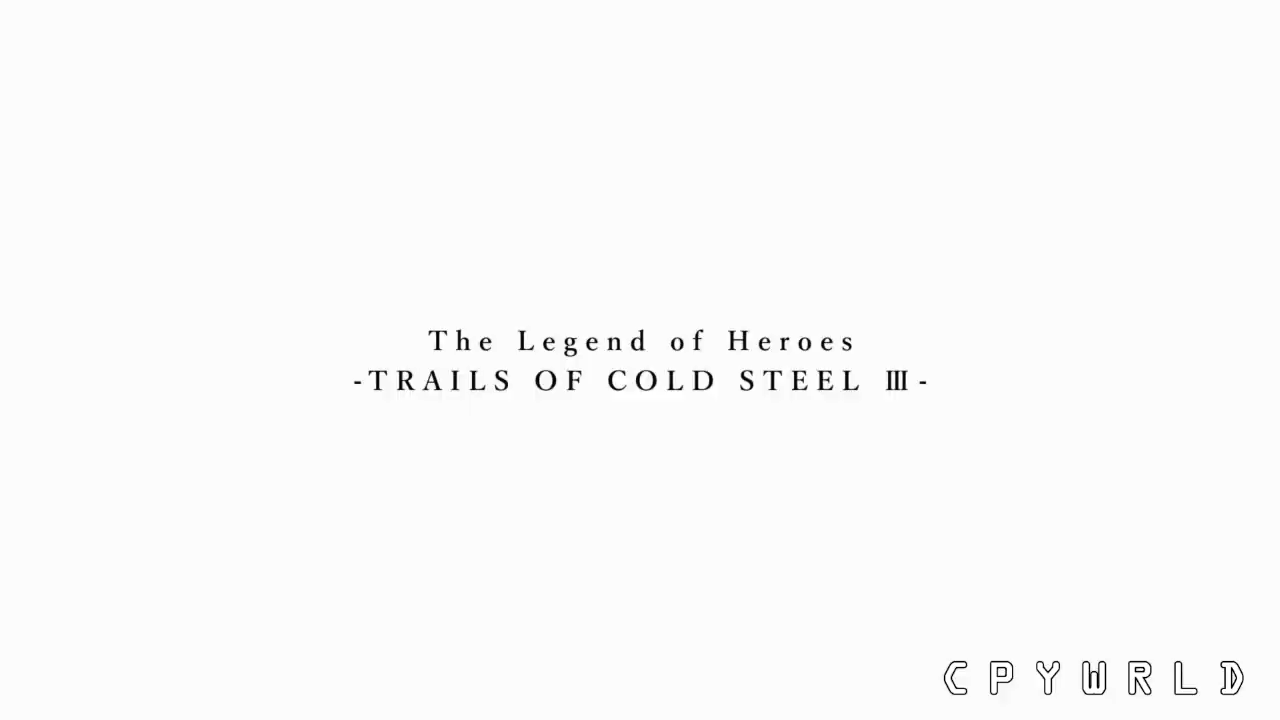 The Legend of Heroes
-TRAILS OF COLD STEEL Ⅲ-
CPYWRLD